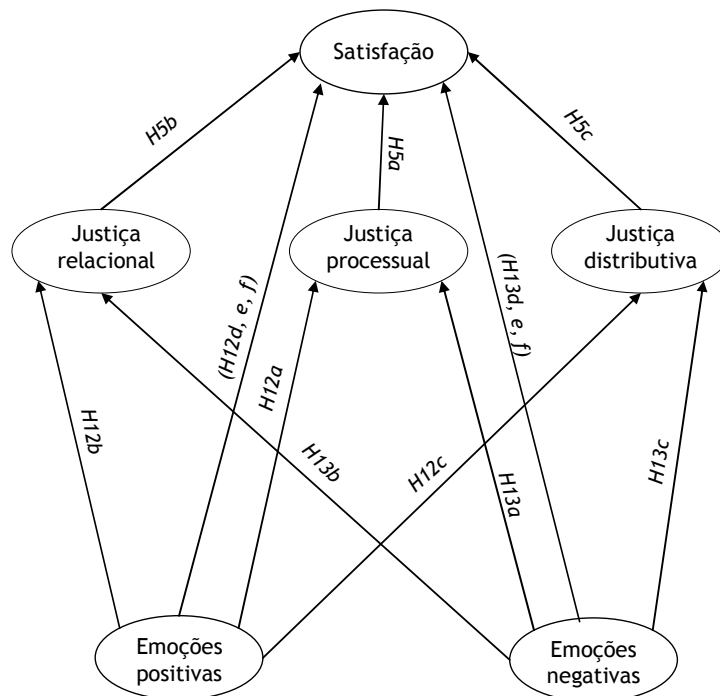 Satisfação
H5b
H5a
H5c
Justiça
relacional
Justiça
processual
Justiça
distributiva
(H12d, e, f)
(H13d, e, f)
H12a
H12b
H13b
H12c
H13a
H13c
Emoções
positivas
Emoções
negativas